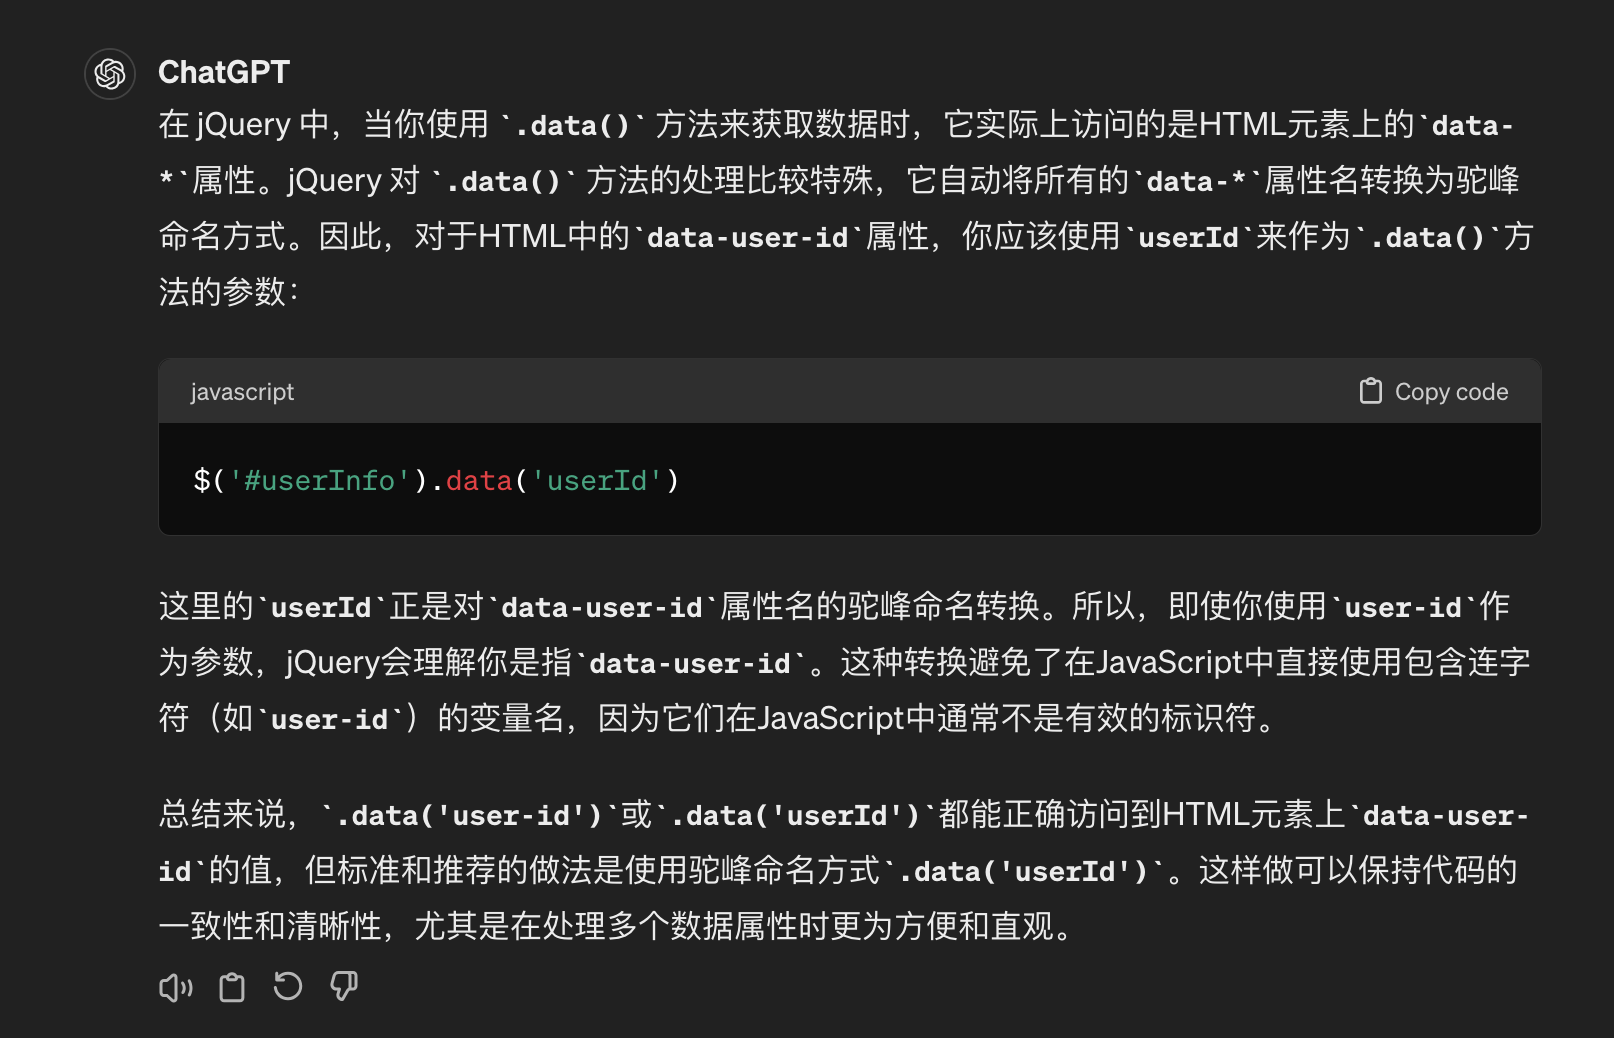 ChatGPT
在 jQuery 中，当你使用 `.data()` 方法来获取数据时，它实际上访问的是HTML元素上的`data-
*`属性。jQuery 对 `.data()` 方法的处理比较特殊，它自动将所有的`data-*`属性名转换为驼峰
命名方式。因此，对于HTML中的`data-user-id`属性，你应该使用`userId`来作为`.data()`方
法的参数：
javascript
Copy code
$('#userInfo').data('userId')
这里的`userId`正是对`data-user-id`属性名的驼峰命名转换。所以，即使你使用`user-id`作
为参数，jQuery会理解你是指`data-user-id`。这种转换避免了在JavaScript中直接使用包含连字
符（如`user-id`）的变量名，因为它们在JavaScript中通常不是有效的标识符。
总结来说，`.data('user-id')`或`.data('userId')`都能正确访问到HTML元素上`data-user-
id`的值，但标准和推荐的做法是使用驼峰命名方式`.data('userId')`。这样做可以保持代码的
一致性和清晰性，尤其是在处理多个数据属性时更为方便和直观。